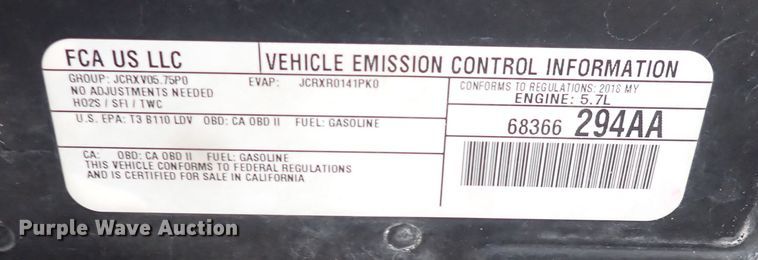 FCA US LLC
VEHICLE EMISSION CONTROL INFORMATION
GROUP: JCRXV05.75P0 EVAP: JCRXR0141PK0
NO ADJUSTMENTS NEEDED
HO2S / SFI / TWC
CONFORMS TO REGULATIONS: 2018 MY
ENGINE: 5.7L
U.S. EPA: T3 B110 LDV OBD: CA OBD II FUEL: GASOLINE
68366 294AA
CA: OBD: CA OBD II FUEL: GASOLINE
THIS VEHICLE CONFORMS TO FEDERAL REGULATIONS
AND IS CERTIFIED FOR SALE IN CALIFORNIA
Purple Wave Auction